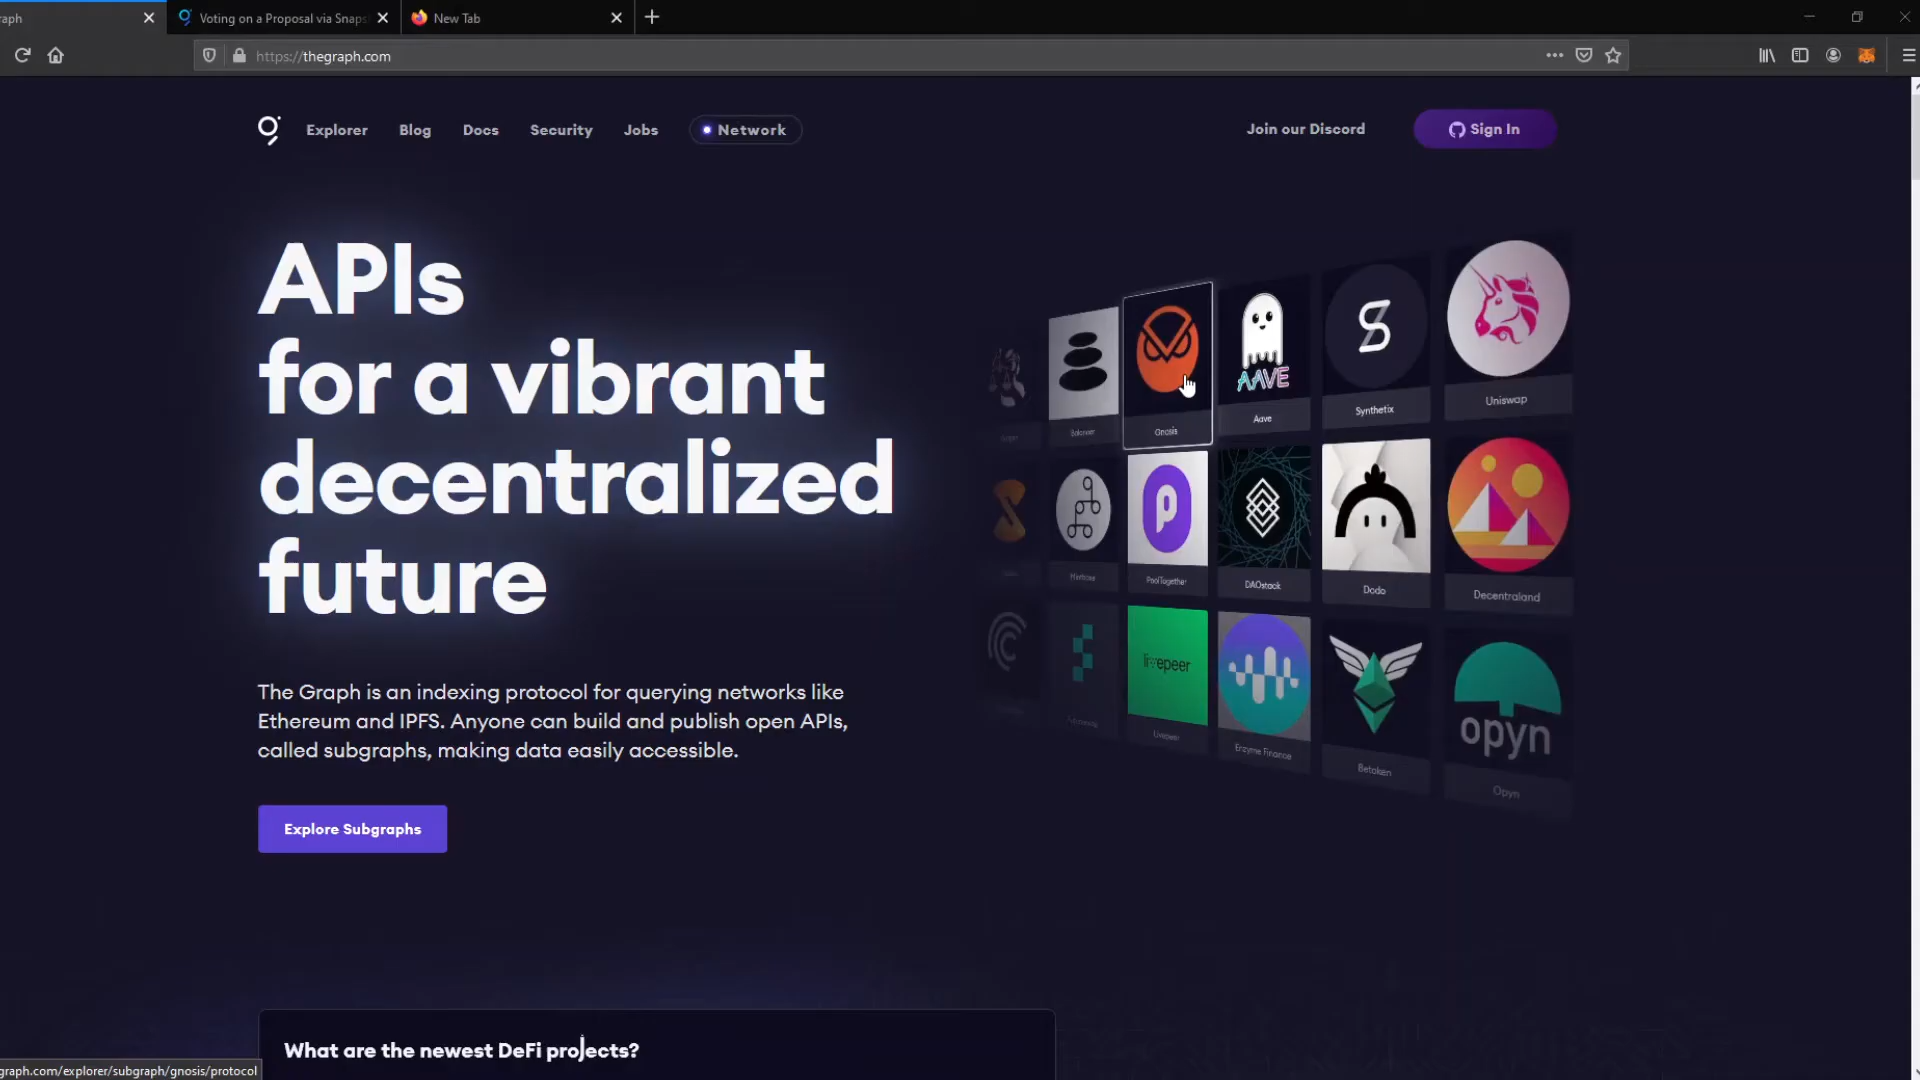 raph
Voting on a Proposal via Snaps
New Tab
https://thegraph.com
Explorer
Blog
Docs
Security
Jobs
Network
Join our Discord
Sign In
APIs
for a vibrant
decentralized
future
The Graph is an indexing protocol for querying networks like
Ethereum and IPFS. Anyone can build and publish open APIs,
called subgraphs, making data easily accessible.
Explore Subgraphs
Balancer
Gnosis
AAVE
Aave
Synthetix
Uniswap
PoolTogether
DAOstack
Dodo
Decentraland
livepeer
Livepeer
Enzyme Finance
Betoken
opyn
Opyn
What are the newest DeFi projects?
graph.com/explorer/subgraph/gnosis/protocol